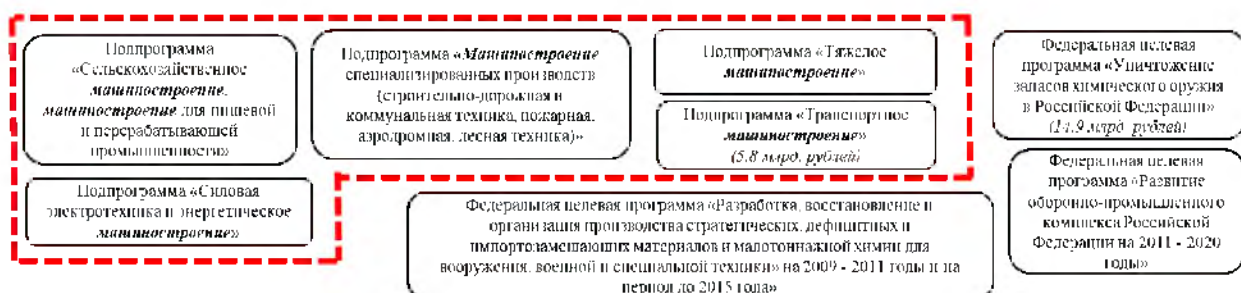 Подпрограмма
«Сельскохозяйственное
машиностроение,
машиностроение для пищевой
и перерабатывающей
промышленности»
Подпрограмма «Машиностроение
специализированных производств
(строительно-дорожная и
коммунальная техника, пожарная,
аэродромная, лесная техника)»
Подпрограмма «Тяжелое
машиностроение»
Подпрограмма «Транспортное
машиностроение»
(5.8 млрд. рублей)
Федеральная целевая
программа «Уничтожение
запасов химического оружия
в Российской Федерации»
(14.9 млрд. рублей)
Подпрограмма «Силовая
электротехника и энергетическое
машиностроение»
Федеральная целевая программа «Разработка, восстановление и
организация производства стратегических, дефицитных и
импортозамещающих материалов и малотоннажной химии для
вооружения, военной и специальной техники» на 2009 - 2011 годы и на
период до 2015 года»
Федеральная целевая
программа «Развитие
оборонно-промышленного
комплекса Российской
Федерации на 2011 - 2020
годы»